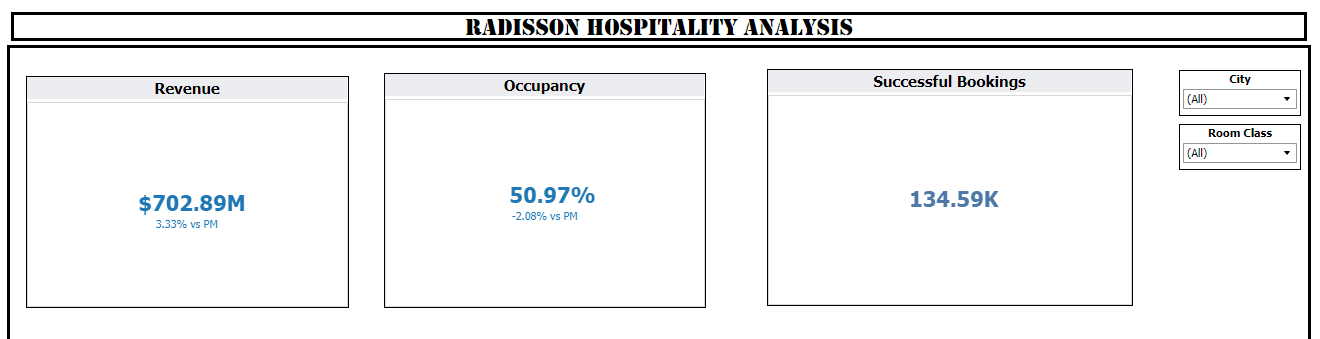 RADISSON HOSPITALITY ANALYSIS
Revenue
$702.89M
3.33% vs PM
Occupancy
50.97%
-2.08% vs PM
Successful Bookings
134.59K
City
(All)
Room Class
(All)